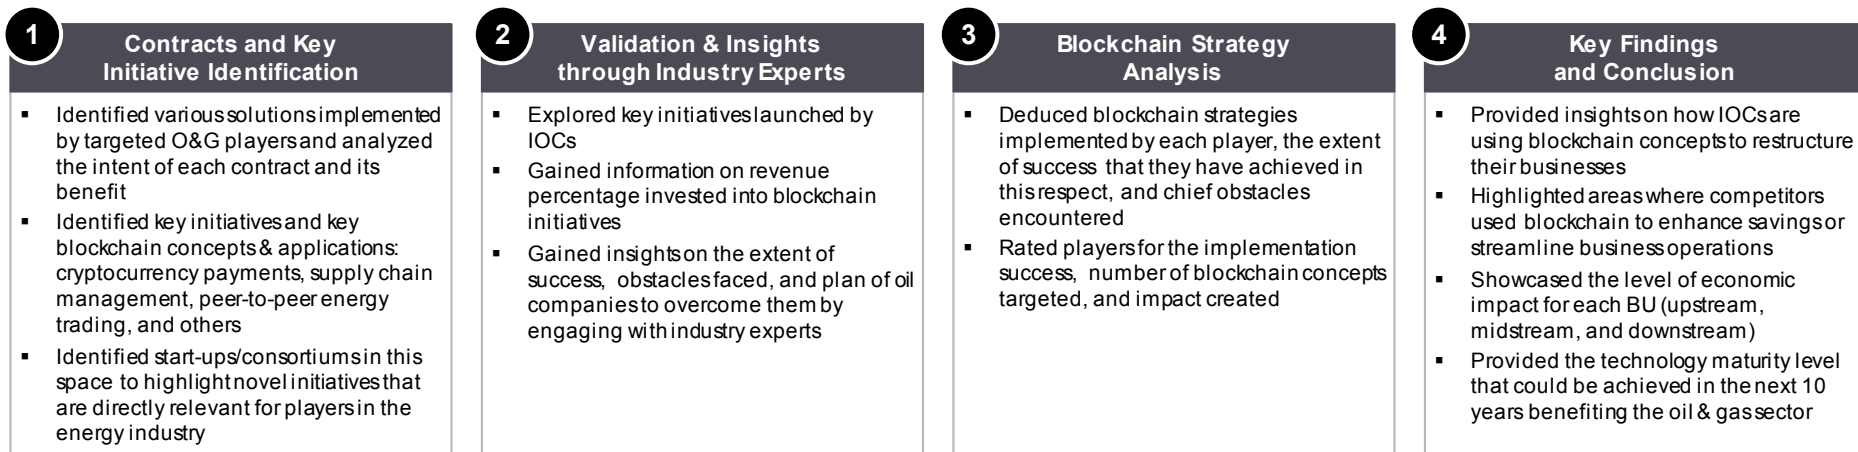 1
Contracts and Key
Initiative Identification
▪ Identified various solutions implemented
by targeted O&G players and analyzed
the intent of each contract and its
benefit
▪ Identified key initiatives and key
blockchain concepts & applications:
cryptocurrency payments, supply chain
management, peer-to-peer energy
trading, and others
▪ Identified start-ups/consortiums in this
space to highlight novel initiatives that
are directly relevant for players in the
energy industry
2
Validation & Insights
through Industry Experts
▪ Explored key initiatives launched by
IOCs
▪ Gained information on revenue
percentage invested into blockchain
initiatives
▪ Gained insights on the extent of
success, obstacles faced, and plan of oil
companies to overcome them by
engaging with industry experts
3
Blockchain Strategy
Analysis
▪ Deduced blockchain strategies
implemented by each player, the extent
of success that they have achieved in
this respect, and chief obstacles
encountered
▪ Rated players for the implementation
success, number of blockchain concepts
targeted, and impact created
4
Key Findings
and Conclusion
▪ Provided insights on how IOCs are
using blockchain concepts to restructure
their businesses
▪ Highlighted areas where competitors
used blockchain to enhance savings or
streamline business operations
▪ Showcased the level of economic
impact for each BU (upstream,
midstream, and downstream)
▪ Provided the technology maturity level
that could be achieved in the next 10
years benefiting the oil & gas sector